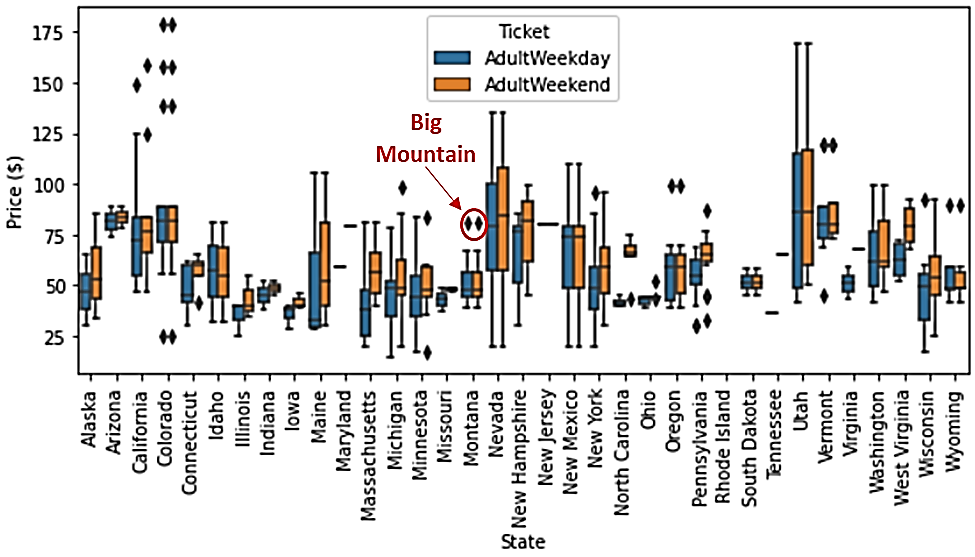 Ticket
AdultWeekday
AdultWeekend
Big
Mountain
Price ($)
175
150
125
100
75
50
25
Alaska
Arizona
California
Colorado
Connecticut
Idaho
Illinois
Indiana
Iowa
Maine
Maryland
Massachusetts
Michigan
Minnesota
Missouri
Montana
Nevada
New Hampshire
New Jersey
New Mexico
New York
North Carolina
Ohio
Oregon
Pennsylvania
Rhode Island
South Dakota
Tennessee
Utah
Vermont
Virginia
Washington
West Virginia
Wisconsin
Wyoming
State